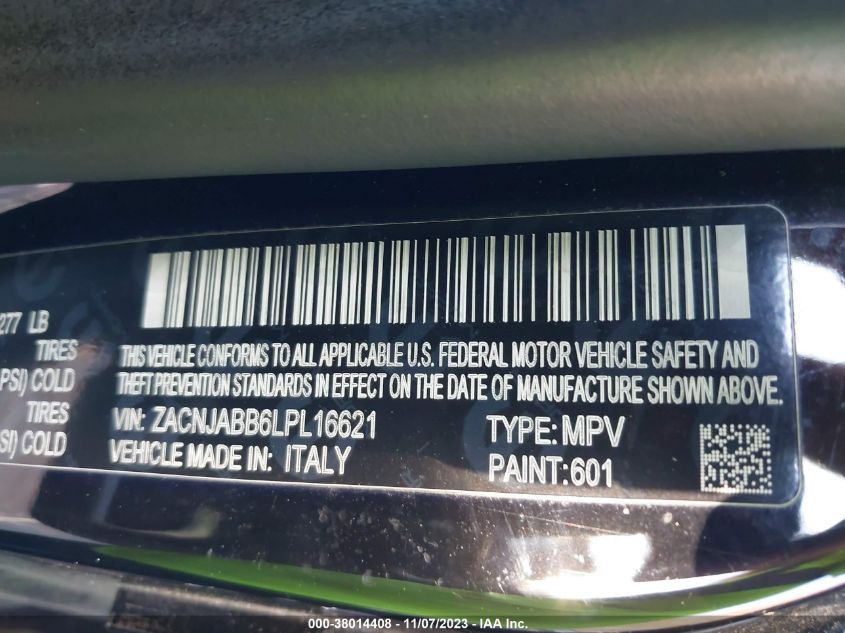 277 LB
TIRES
PSI) COLD
TIRES
SI) COLD
THIS VEHICLE CONFORMS TO ALL APPLICABLE U.S. FEDERAL MOTOR VEHICLE SAFETY AND
THEFT PREVENTION STANDARDS IN EFFECT ON THE DATE OF MANUFACTURE SHOWN ABOVE.
VIN: ZACNJABB6LPL16621 TYPE: MPV
VEHICLE MADE IN: ITALY PAINT:601
000-38014408 - 11/07/2023 - © IAA Inc.